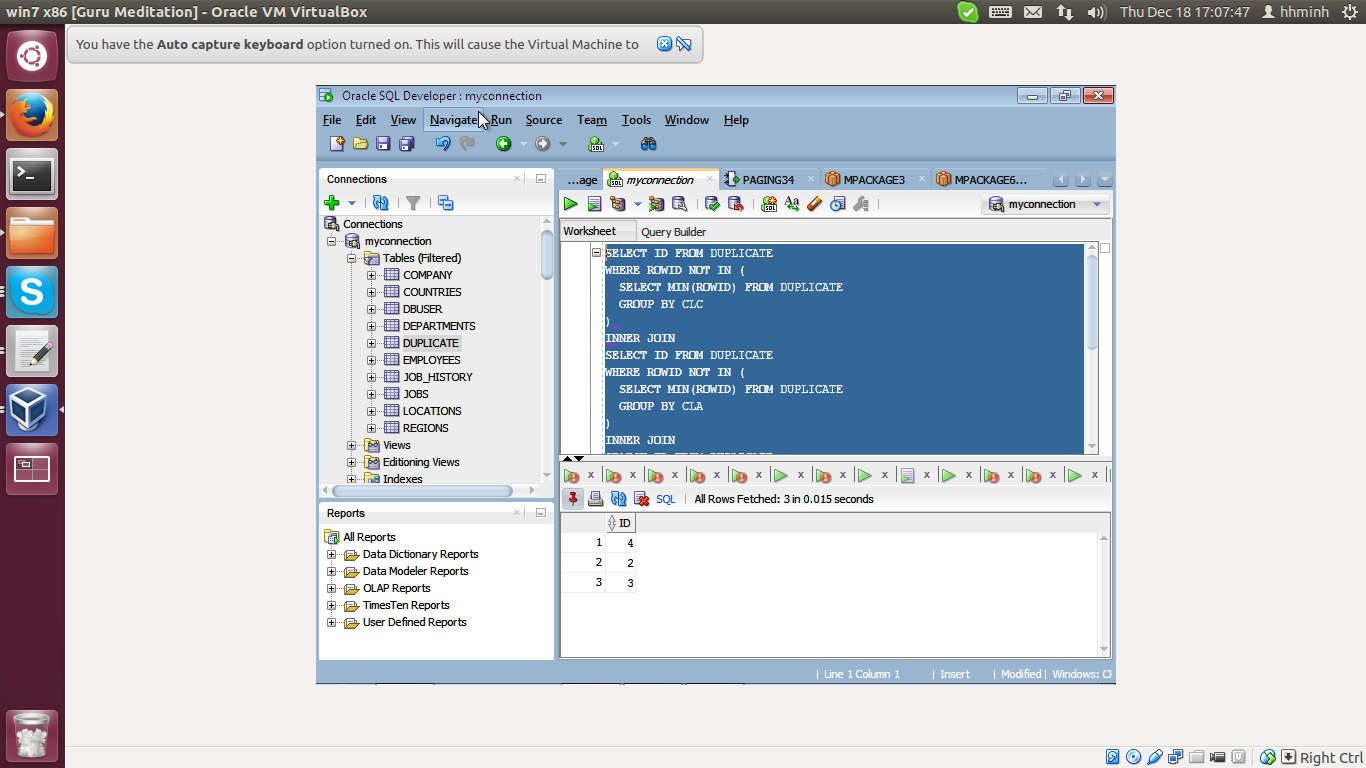 win7 x86 [Guru Meditation] - Oracle VM VirtualBox
Thu Dec 18 17:07:47
hhminh
You have the Auto capture keyboard option turned on. This will cause the Virtual Machine to
Oracle SQL Developer : myconnection
File Edit View Navigate Run Source Team Tools Window Help
Connections
Connections
myconnection
Tables (Filtered)
COMPANY
COUNTRIES
DBUSER
DEPARTMENTS
DUPLICATE
EMPLOYEES
JOB_HISTORY
JOBS
LOCATIONS
REGIONS
Views
Editioning Views
Indexes
Reports
All Reports
Data Dictionary Reports
Data Modeler Reports
OLAP Reports
TimesTen Reports
User Defined Reports
...age myconnection PAGING34 MPACKAGE3 MPACKAGE6...
myconnection
Worksheet Query Builder
SELECT ID FROM DUPLICATE
WHERE ROWID NOT IN (
SELECT MIN(ROWID) FROM DUPLICATE
GROUP BY CLC
)
INNER JOIN
SELECT ID FROM DUPLICATE
WHERE ROWID NOT IN (
SELECT MIN(ROWID) FROM DUPLICATE
GROUP BY CLA
)
INNER JOIN
SQL | All Rows Fetched: 3 in 0.015 seconds
ID
1 4
2 2
3 3
| Line 1 Column 1 | Insert | Modified | Windows: CF
Right Ctrl